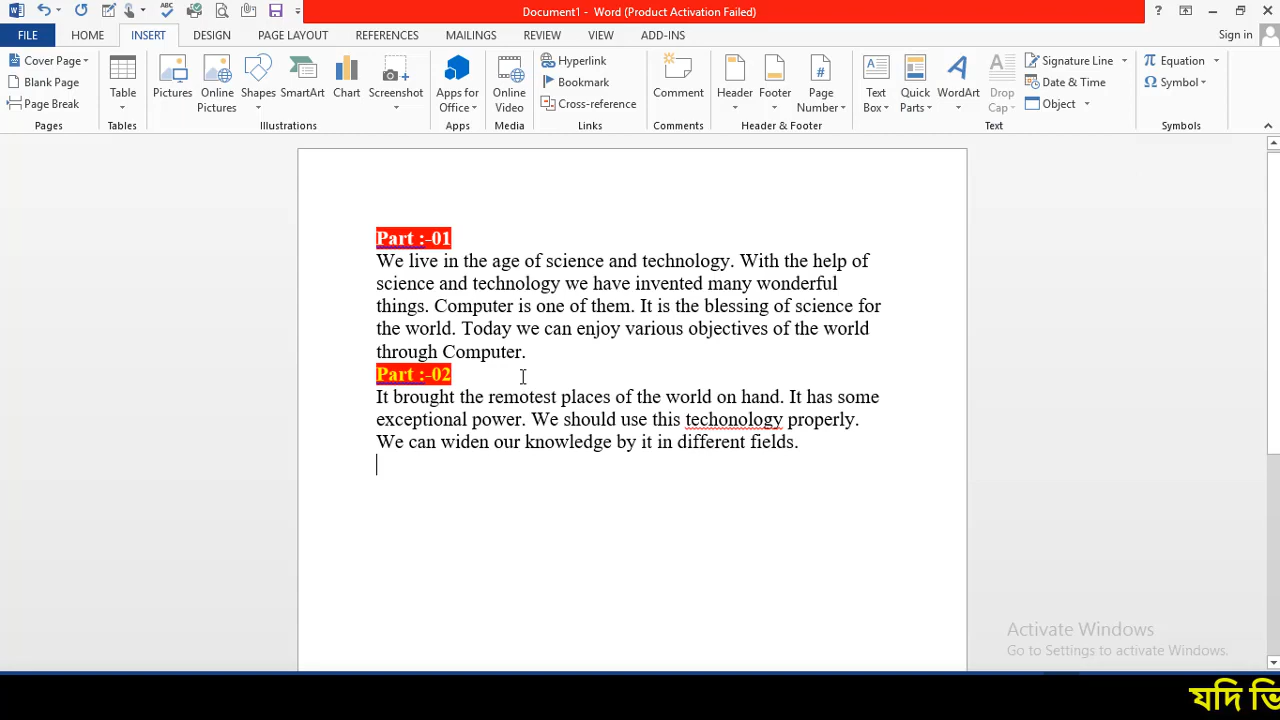 Document1 - Word (Product Activation Failed)
Sign in
FILE HOME INSERT DESIGN PAGE LAYOUT REFERENCES MAILINGS REVIEW VIEW ADD-INS
Cover Page
Blank Page
Page Break
Pages
Table
Tables
Pictures
Online Pictures
Shapes
SmartArt
Chart
Screenshot
Illustrations
Apps for Office
Apps
Online Video
Media
Hyperlink
Bookmark
Cross-reference
Links
Comment
Comments
Header
Footer
Page Number
Header & Footer
Text Box
Quick Parts
WordArt
Drop Cap
Signature Line
Date & Time
Object
Text
Equation
Symbol
Symbols
Part :-01
We live in the age of science and technology. With the help of
science and technology we have invented many wonderful
things. Computer is one of them. It is the blessing of science for
the world. Today we can enjoy various objectives of the world
through Computer.
Part :-02
It brought the remotest places of the world on hand. It has some
exceptional power. We should use this techonology properly.
We can widen our knowledge by it in different fields.
Activate Windows
Go to Settings to activate Windows.
যদি